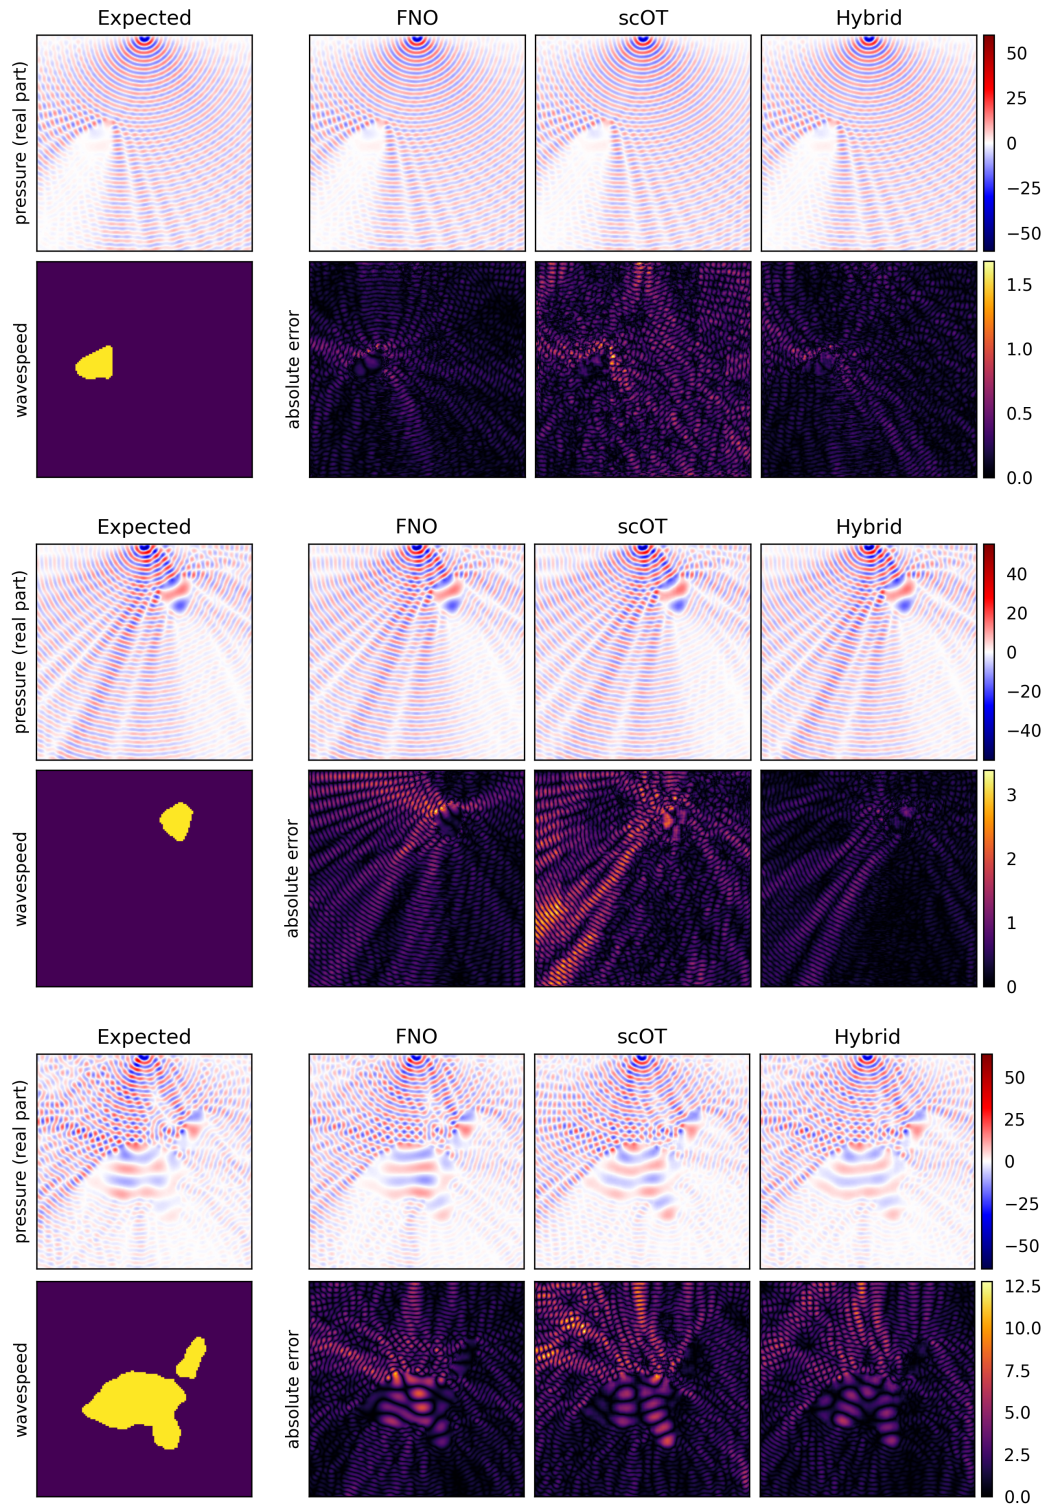 Expected FNO scOT Hybrid
pressure (real part)
50
25
0
−25
−50
wavespeed
absolute error
1.5
1.0
0.5
0.0
Expected FNO scOT Hybrid
pressure (real part)
40
20
0
−20
−40
wavespeed
absolute error
3
2
1
0
Expected FNO scOT Hybrid
pressure (real part)
50
25
0
−25
−50
wavespeed
absolute error
12.5
10.0
7.5
5.0
2.5
0.0